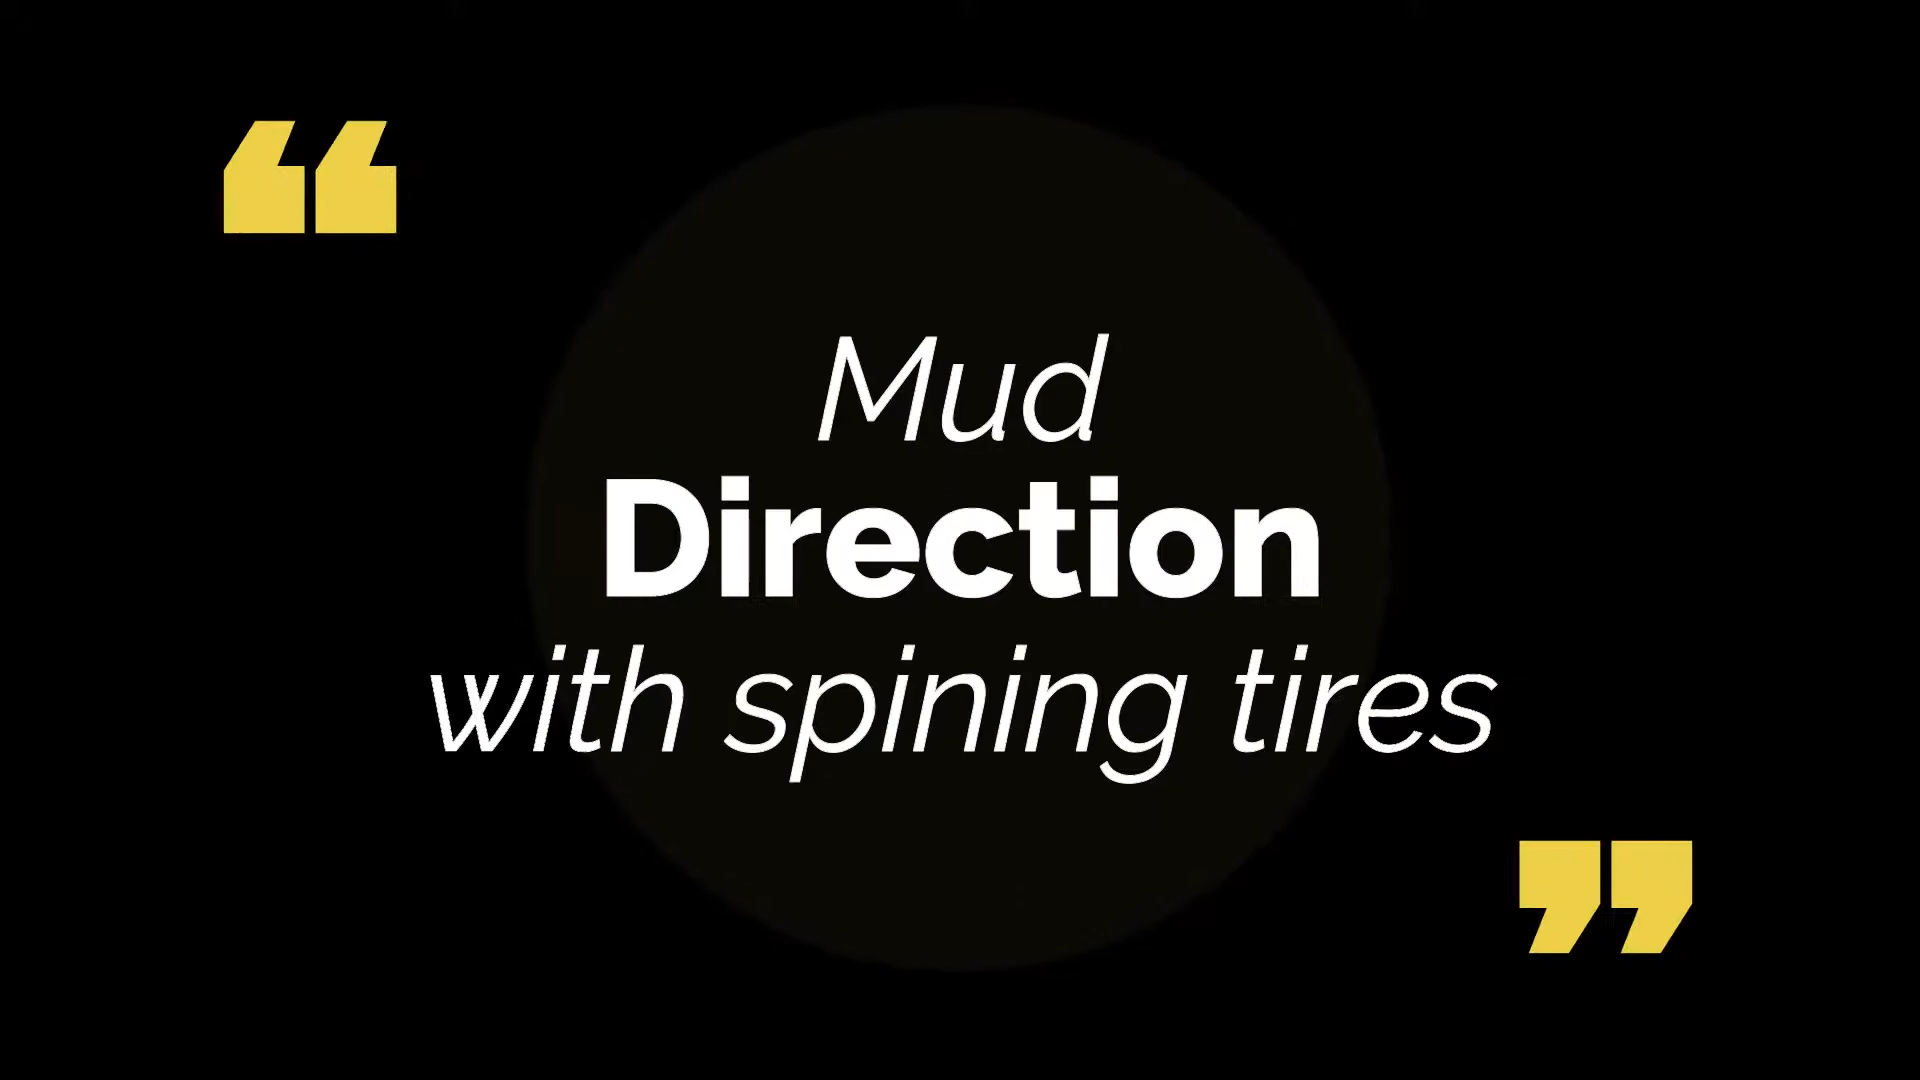 “
Mud
Direction
with spining tires
”